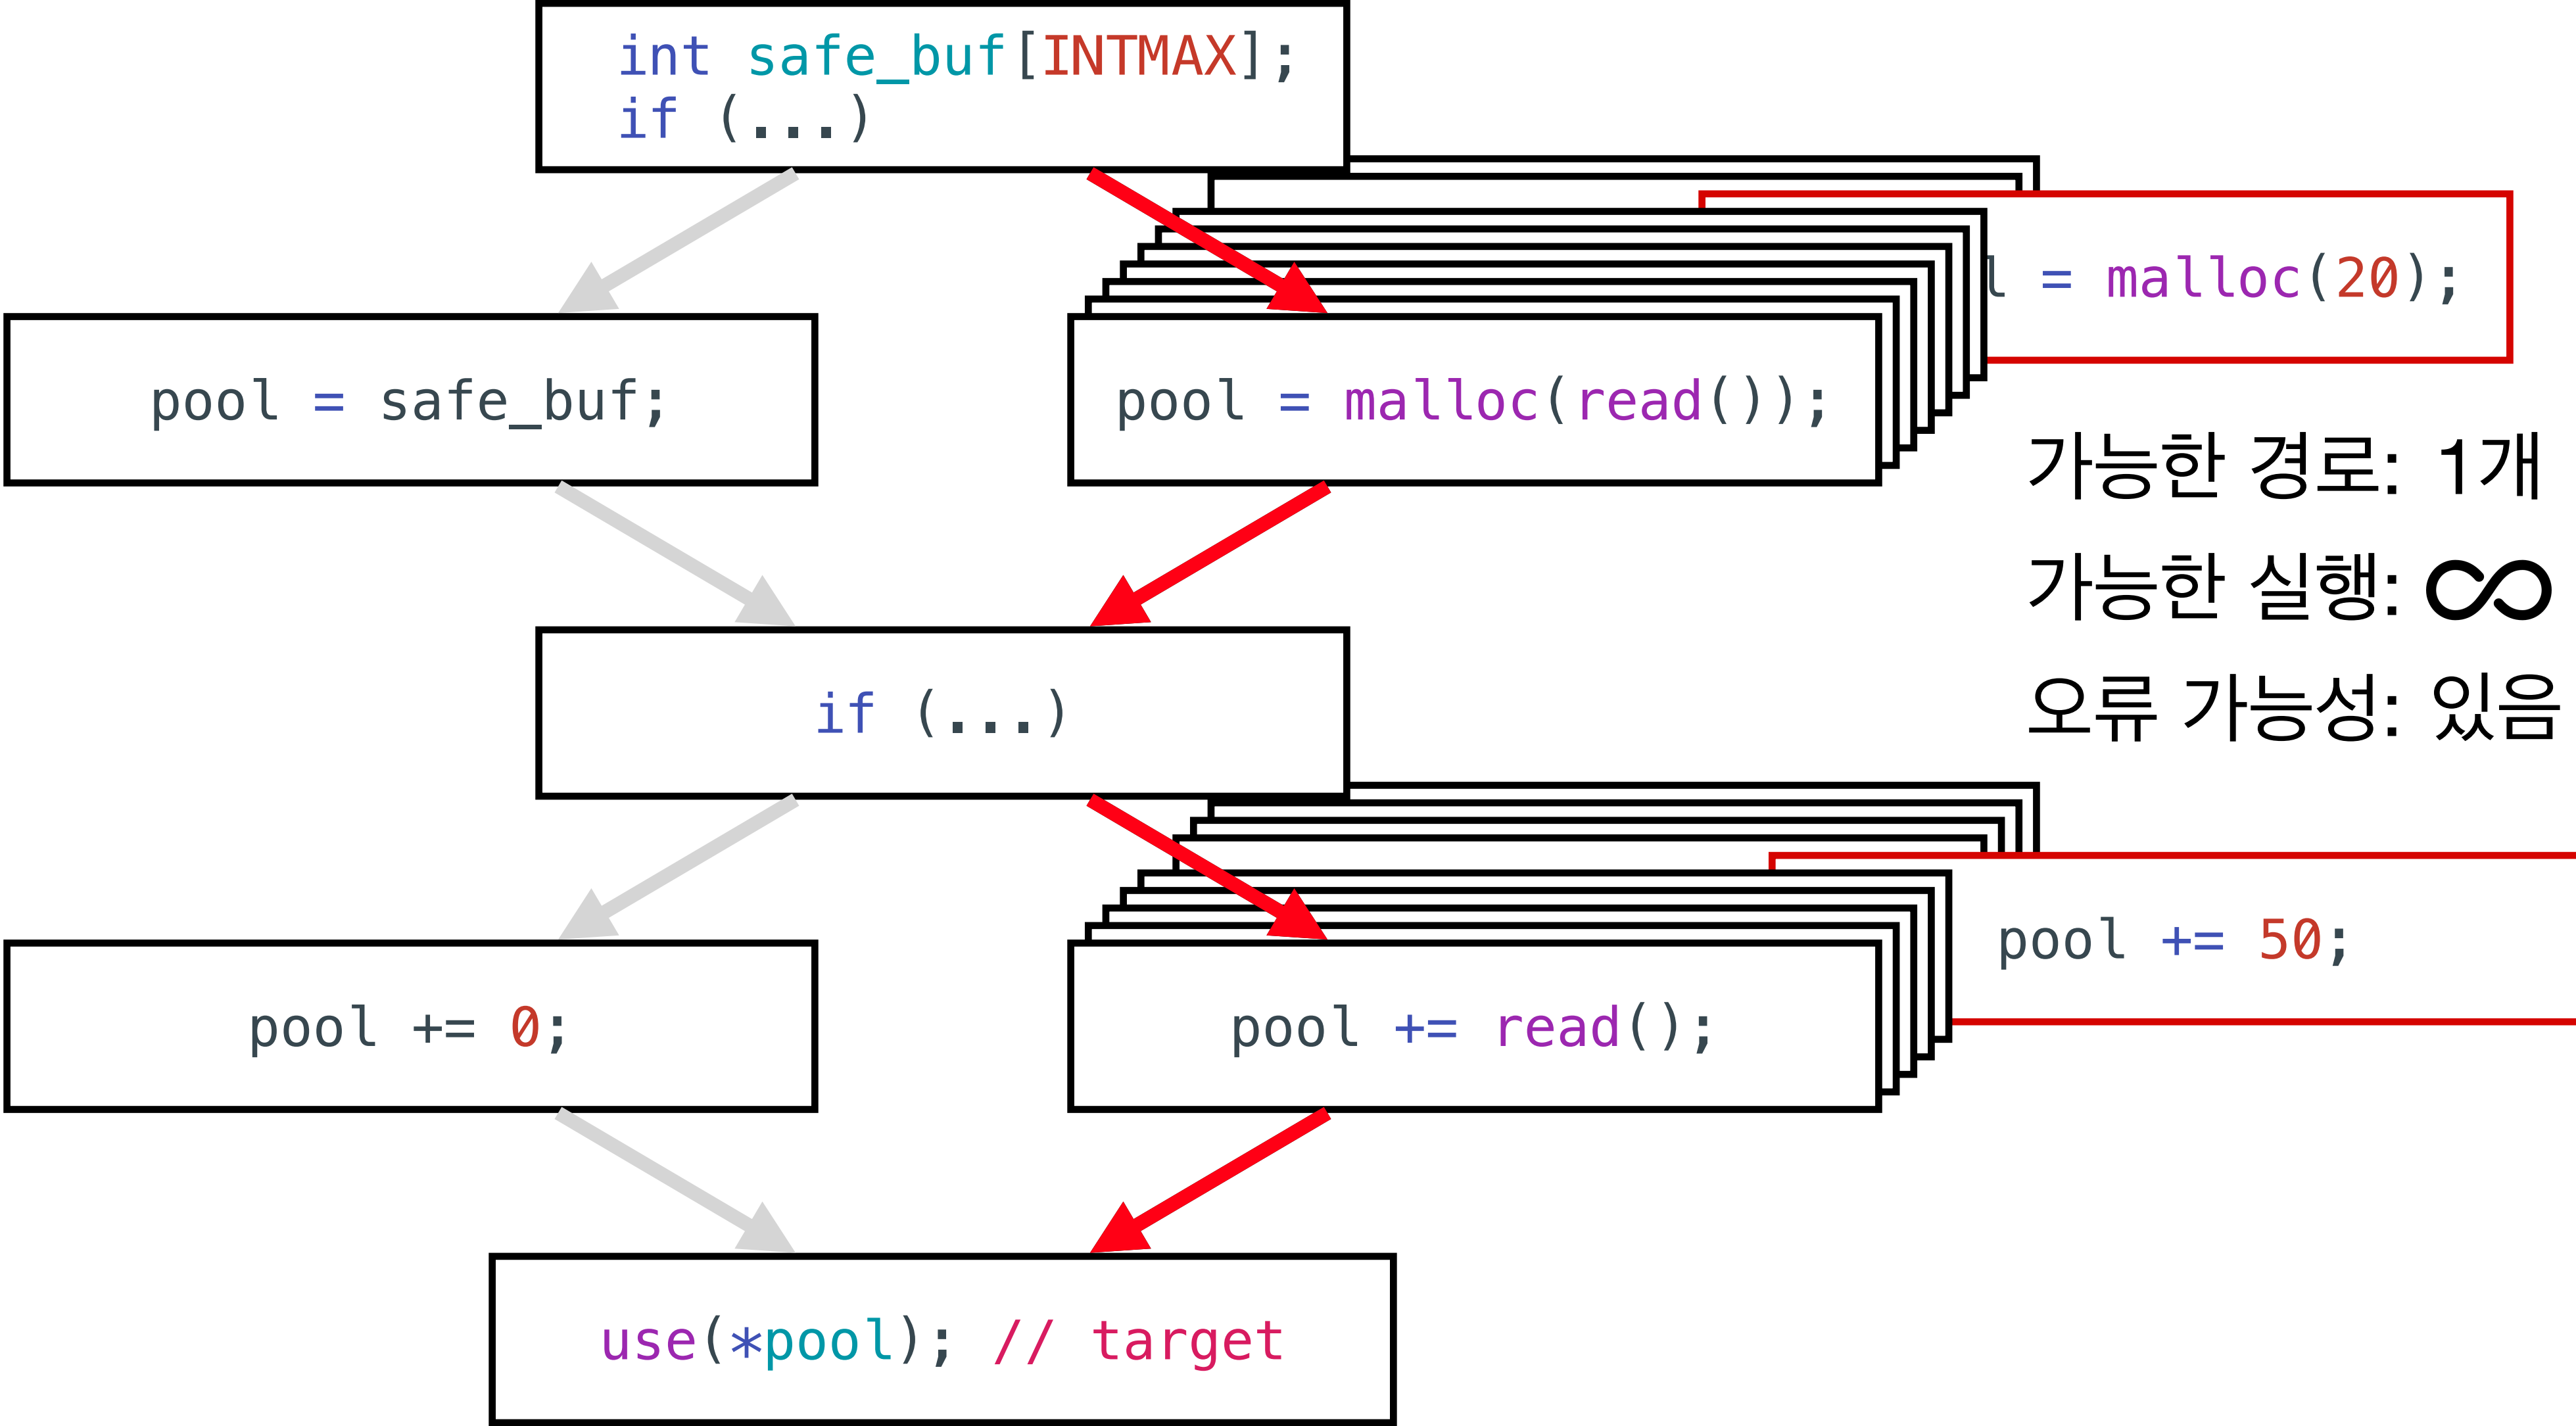 int safe_buf[INTMAX];
if (...)
l = malloc(20);
pool = safe_buf;
pool = malloc(read());
가능한 경로: 1개
가능한 실행: ∞
오류 가능성: 있음
if (...)
pool += 50;
pool += 0;
pool += read();
use(*pool); // target